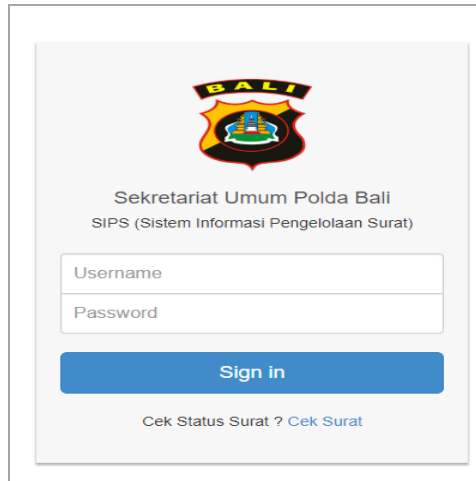 BALI
Sekretariat Umum Polda Bali
SIPS (Sistem Informasi Pengelolaan Surat)
Username
Password
Sign in
Cek Status Surat ? Cek Surat